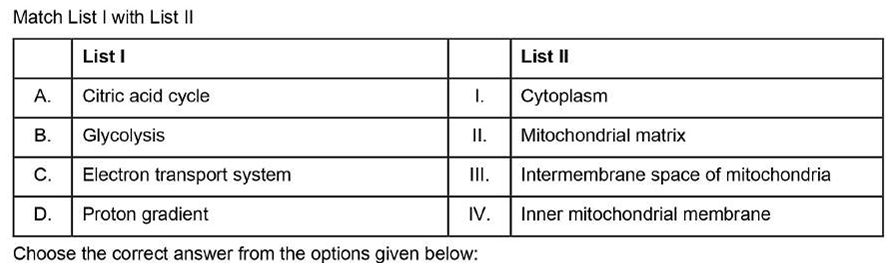 Match List I with List II
List I List II
A. Citric acid cycle I. Cytoplasm
B. Glycolysis II. Mitochondrial matrix
C. Electron transport system III. Intermembrane space of mitochondria
D. Proton gradient IV. Inner mitochondrial membrane
Choose the correct answer from the options given below: